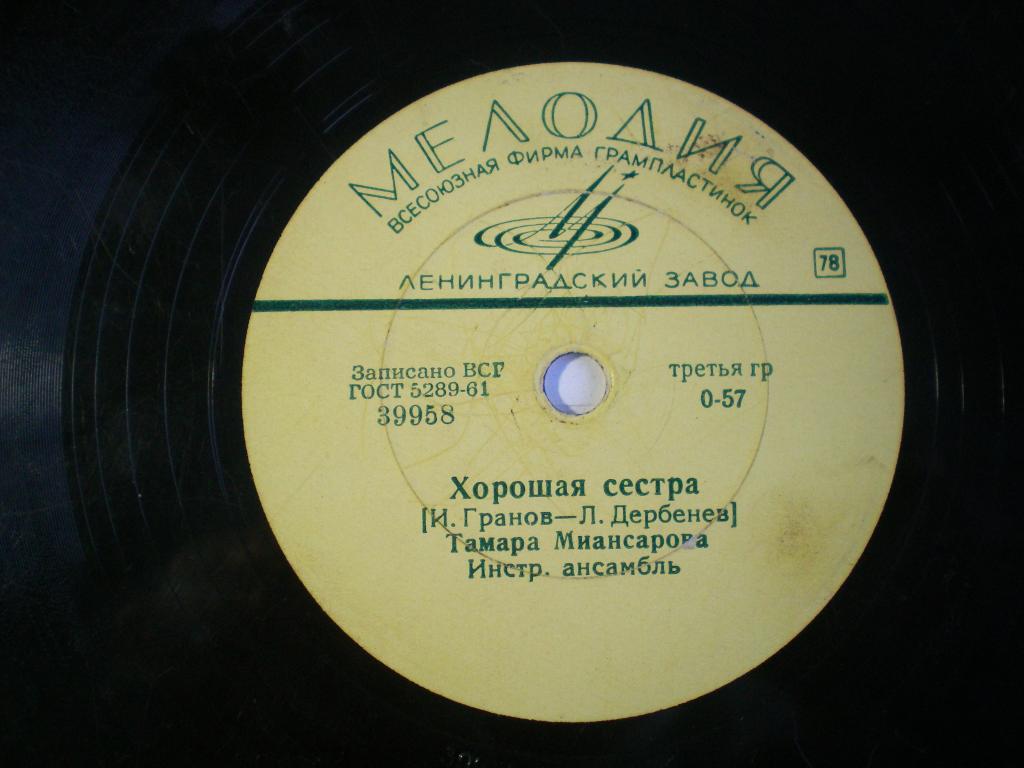 МЕЛОДИЯ
ВСЕСОЮЗНАЯ ФИРМА ГРАМПЛАСТИНОК
ЛЕНИНГРАДСКИЙ ЗАВОД
78
Записано ВСГ
ГОСТ 5289-61
39958
третья гр
0-57
Хорошая сестра
[И. Гранов—Л. Дербенев]
Тамара Миансарова
Инстр. ансамбль